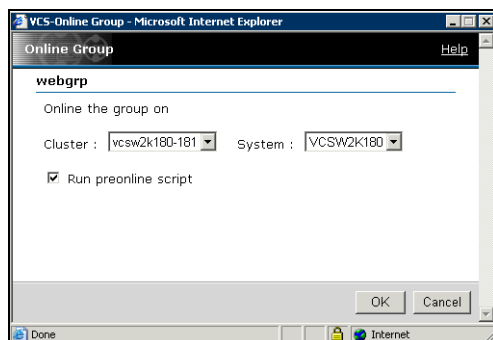 VCS-Online Group - Microsoft Internet Explorer
Online Group Help
webgrp
Online the group on
Cluster : vcsw2k180-181 System : VCSW2K180
Run preonline script
OK Cancel
Done Internet